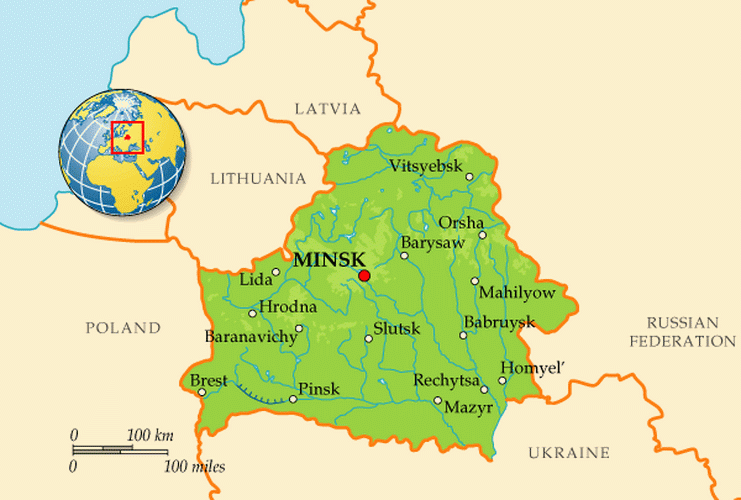 LATVIA
Vitsyebsk
LITHUANIA
Orsha
Barysaw
MINSK
Lida
Mahilyow
Hrodna
Babruysk
RUSSIAN
FEDERATION
POLAND
Slutsk
Baranavichy
Homyel’
Brest
Rechytsa
Pinsk
Mazyr
0 100 km
0 100 miles
UKRAINE